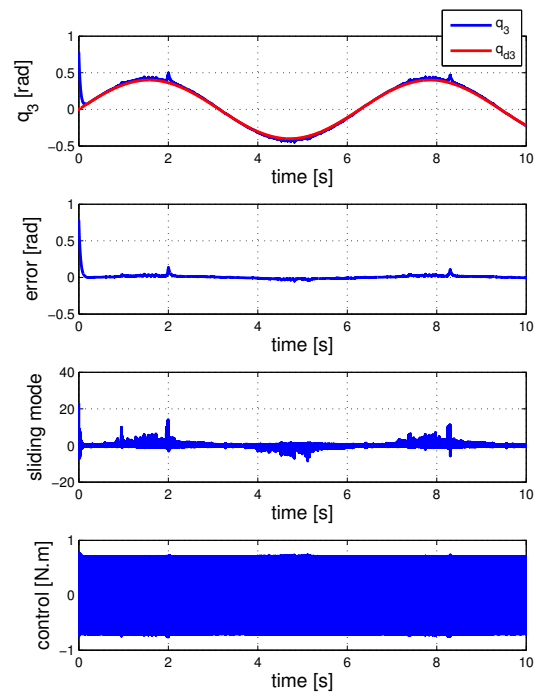 q3
qd3
1
0.5
0
−0.5
q3 [rad]
0 2 4 6 8 10
time [s]
1
0.5
0
−0.5
error [rad]
0 2 4 6 8 10
time [s]
40
20
0
−20
sliding mode
0 2 4 6 8 10
time [s]
1
0
−1
control [N.m]
0 2 4 6 8 10
time [s]